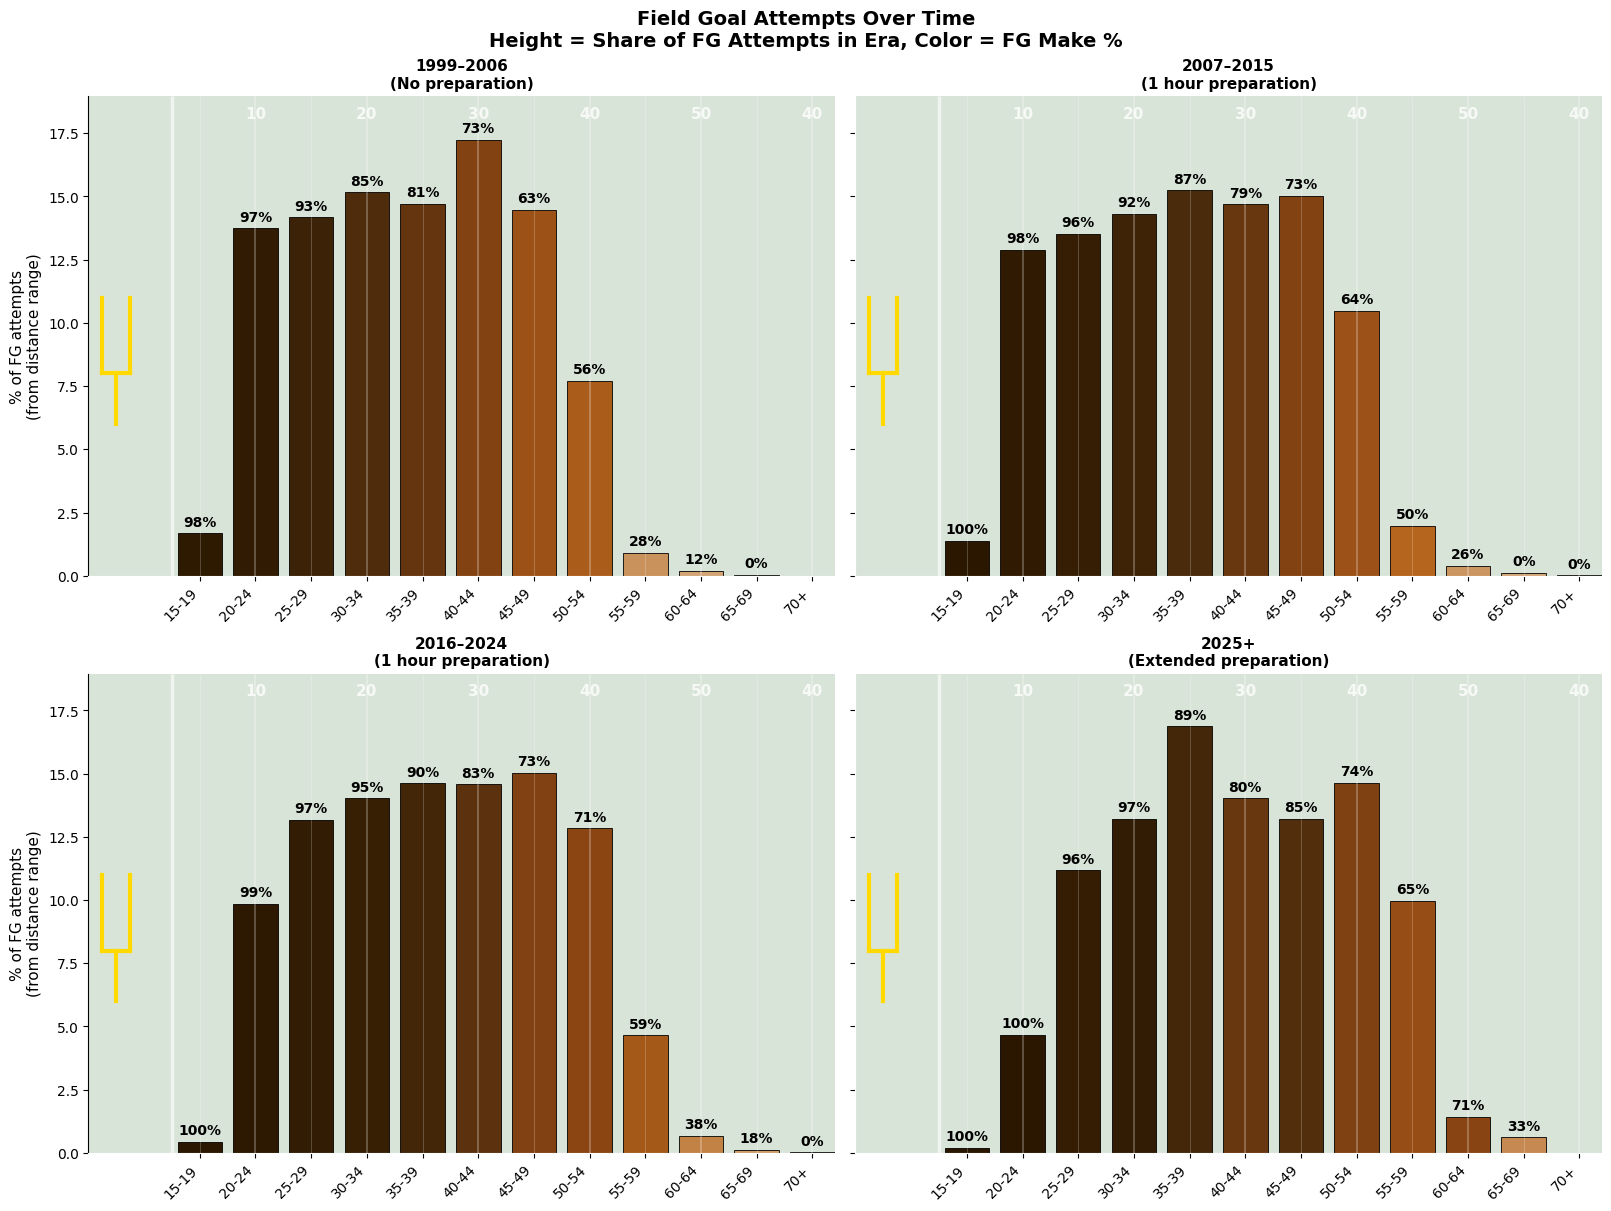 Field Goal Attempts Over Time
Height = Share of FG Attempts in Era, Color = FG Make %
1999–2006
(No preparation)
10 20 30 40 50 40
% of FG attempts
(from distance range)
17.5
15.0
12.5
10.0
7.5
5.0
2.5
0.0
98% 97% 93% 85% 81% 73% 63% 56% 28% 12% 0%
15-19 20-24 25-29 30-34 35-39 40-44 45-49 50-54 55-59 60-64 65-69 70+
2007–2015
(1 hour preparation)
10 20 30 40 50 40
100% 98% 96% 92% 87% 79% 73% 64% 50% 26% 0% 0%
15-19 20-24 25-29 30-34 35-39 40-44 45-49 50-54 55-59 60-64 65-69 70+
2016–2024
(1 hour preparation)
10 20 30 40 50 40
% of FG attempts
(from distance range)
17.5
15.0
12.5
10.0
7.5
5.0
2.5
0.0
100% 99% 97% 95% 90% 83% 73% 71% 59% 38% 18% 0%
15-19 20-24 25-29 30-34 35-39 40-44 45-49 50-54 55-59 60-64 65-69 70+
2025+
(Extended preparation)
10 20 30 40 50 40
100% 100% 96% 97% 89% 80% 85% 74% 65% 71% 33%
15-19 20-24 25-29 30-34 35-39 40-44 45-49 50-54 55-59 60-64 65-69 70+